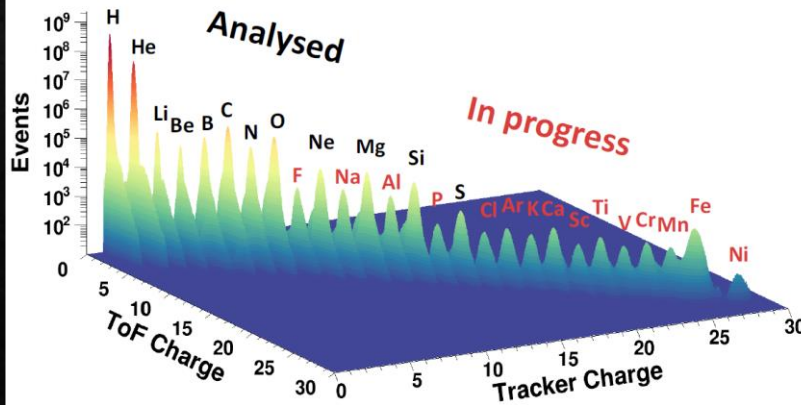 Analysed
In progress
H
He
Li
Be
B
C
N
O
F
Ne
Na
Mg
Al
Si
P
S
Cl
Ar
K
Ca
Sc
Ti
V
Cr
Mn
Fe
Ni
Events
10⁹
10⁸
10⁷
10⁶
10⁵
10⁴
10³
10²
0
5
10
15
20
25
30
ToF Charge
0
5
10
15
20
25
30
Tracker Charge